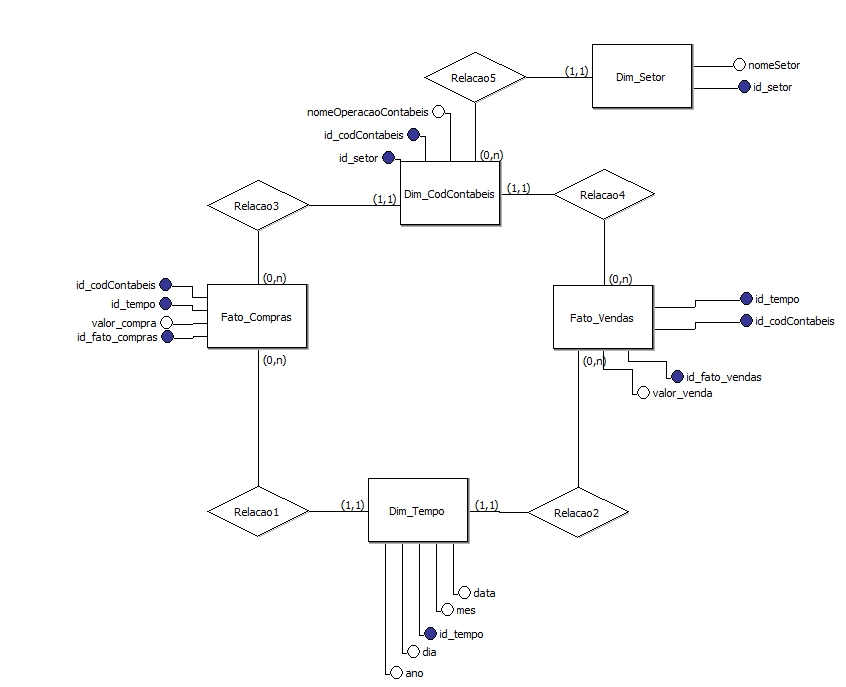 Relacao5
(1,1)
Dim_Setor
nomeSetor
id_setor
nomeOperacaoContabeis
id_codContabeis
id_setor
(0,n)
Dim_CodContabeis
(1,1)
Relacao4
Relacao3
(1,1)
(0,n)
(0,n)
id_codContabeis
id_tempo
valor_compra
id_fato_compras
Fato_Compras
(0,n)
Fato_Vendas
id_tempo
id_codContabeis
(0,n)
id_fato_vendas
valor_venda
Relacao1
(1,1)
Dim_Tempo
(1,1)
Relacao2
data
mes
id_tempo
dia
ano